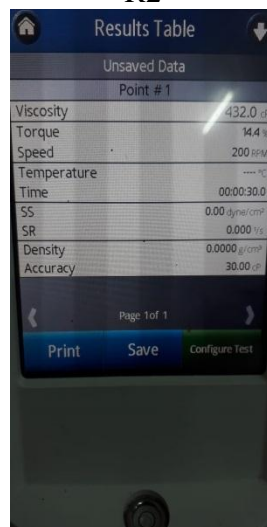 R2
Results Table
Unsaved Data
Point # 1
Viscosity 432.0 cP
Torque 14.4 %
Speed 200 RPM
Temperature ---- °C
Time 00:00:30.0
SS 0.00 dyne/cm²
SR 0.000 1/s
Density 0.0000 g/cm³
Accuracy 30.00 cP
Page 1of 1
Print Save Configure Test